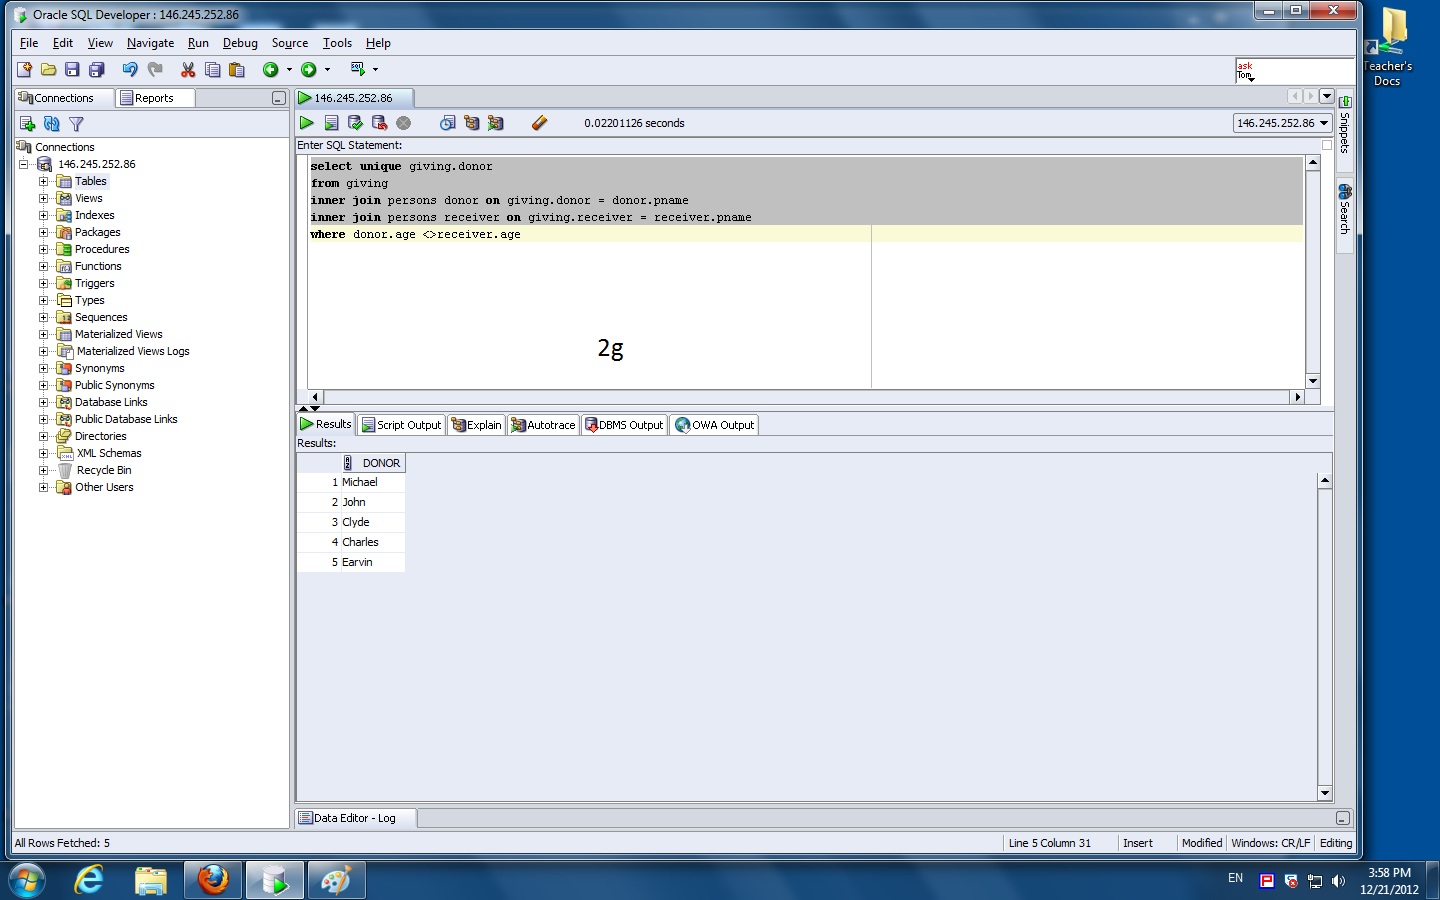 Oracle SQL Developer : 146.245.252.86
File Edit View Navigate Run Debug Source Tools Help
ask
Tom
Teacher's
Docs
Connections Reports
146.245.252.86
0.02201126 seconds
146.245.252.86
Snippets
Search
Connections
146.245.252.86
Tables
Views
Indexes
Packages
Procedures
Functions
Triggers
Types
Sequences
Materialized Views
Materialized Views Logs
Synonyms
Public Synonyms
Database Links
Public Database Links
Directories
XML Schemas
Recycle Bin
Other Users
Enter SQL Statement:
select unique giving.donor
from giving
inner join persons donor on giving.donor = donor.pname
inner join persons receiver on giving.receiver = receiver.pname
where donor.age <>receiver.age
2g
Results Script Output Explain Autotrace DBMS Output OWA Output
Results:
DONOR
1 Michael
2 John
3 Clyde
4 Charles
5 Earvin
Data Editor - Log
All Rows Fetched: 5
Line 5 Column 31 Insert Modified Windows: CR/LF Editing
EN
3:58 PM
12/21/2012